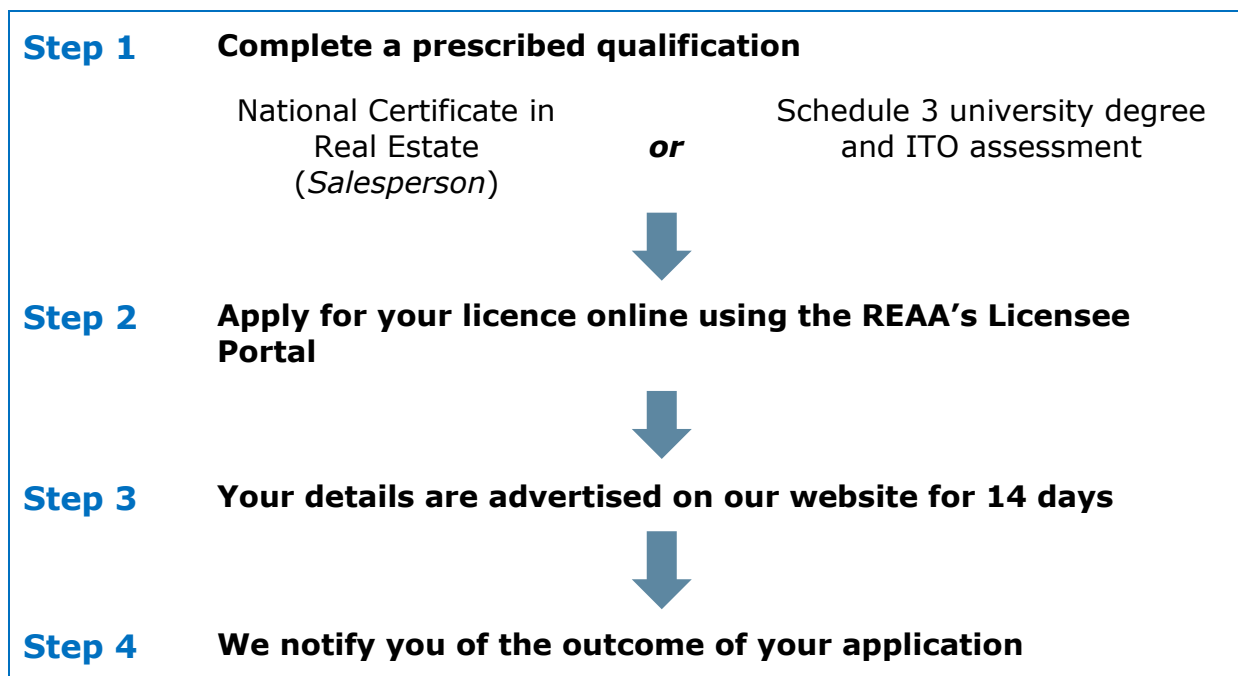 Step 1 Complete a prescribed qualification
National Certificate in
Real Estate
(Salesperson)
or
Schedule 3 university degree
and ITO assessment
Step 2 Apply for your licence online using the REAA’s Licensee
Portal
Step 3 Your details are advertised on our website for 14 days
Step 4 We notify you of the outcome of your application